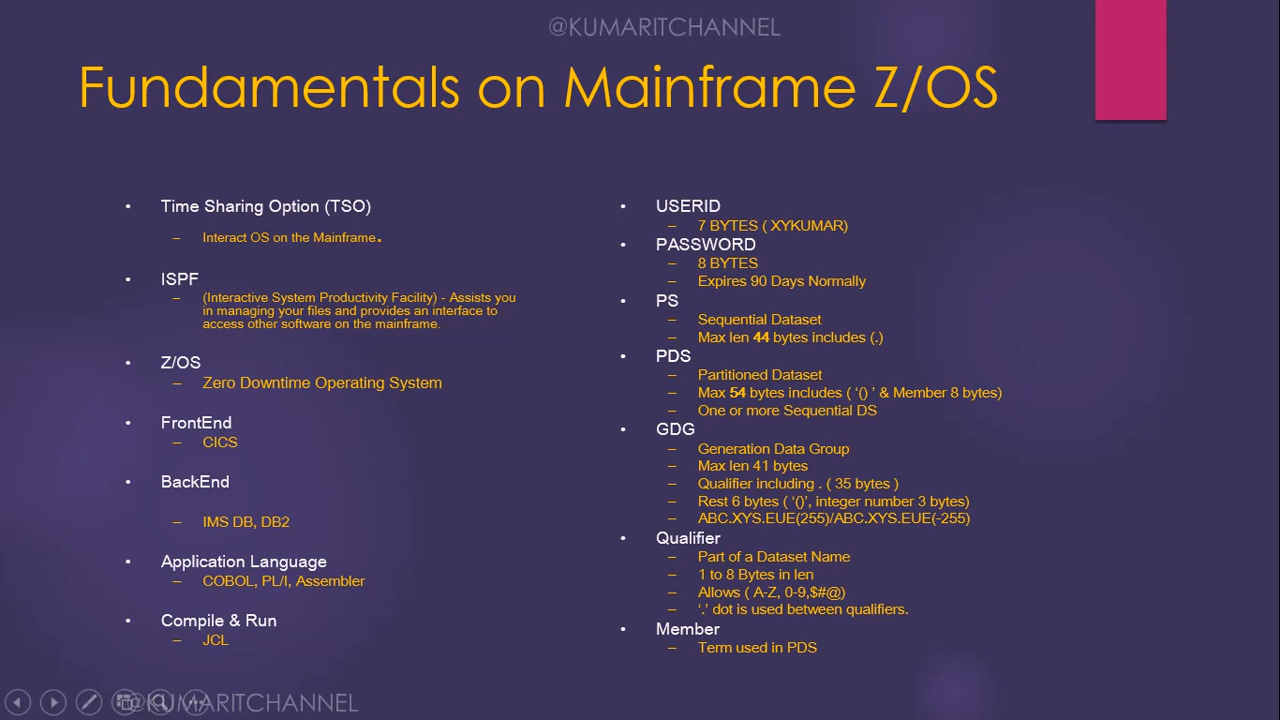 @KUMARITCHANNEL
Fundamentals on Mainframe Z/OS
• Time Sharing Option (TSO)
– Interact OS on the Mainframe.
• ISPF
– (Interactive System Productivity Facility) - Assists you
in managing your files and provides an interface to
access other software on the mainframe.
• Z/OS
– Zero Downtime Operating System
• FrontEnd
– CICS
• BackEnd
– IMS DB, DB2
• Application Language
– COBOL, PL/I, Assembler
• Compile & Run
– JCL
• USERID
– 7 BYTES ( XYKUMAR)
• PASSWORD
– 8 BYTES
– Expires 90 Days Normally
• PS
– Sequential Dataset
– Max len 44 bytes includes (.)
• PDS
– Partitioned Dataset
– Max 54 bytes includes ( ‘() ’ & Member 8 bytes)
– One or more Sequential DS
• GDG
– Generation Data Group
– Max len 41 bytes
– Qualifier including . ( 35 bytes )
– Rest 6 bytes ( ‘()’, integer number 3 bytes)
– ABC.XYS.EUE(255)/ABC.XYS.EUE(-255)
• Qualifier
– Part of a Dataset Name
– 1 to 8 Bytes in len
– Allows ( A-Z, 0-9,$#@)
– ‘.’ dot is used between qualifiers.
• Member
– Term used in PDS
@KUMARITCHANNEL